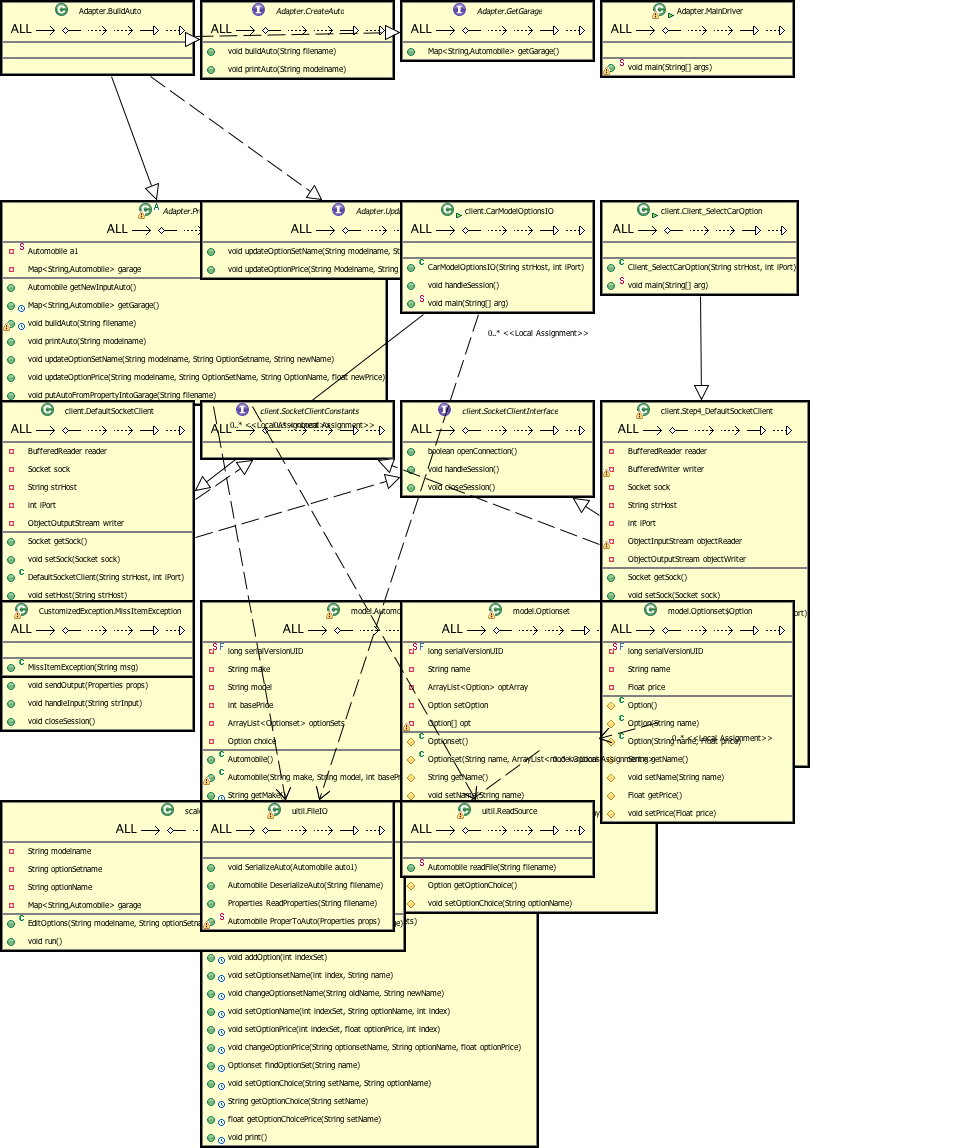 Adapter.BuildAuto
ALL
Adapter.CreateAuto
ALL
void buildAuto(String filename)
void printAuto(String modelname)
Adapter.GetGarage
ALL
Map<String,Automobile> getGarage()
Adapter.MainDriver
ALL
void main(String[] args)
Adapter.Pr
ALL
Automobile a1
Map<String,Automobile> garage
Automobile getNewInputAuto()
Map<String,Automobile> getGarage()
void buildAuto(String filename)
void printAuto(String modelname)
void updateOptionSetName(String modelname, String OptionSetname, String newName)
void updateOptionPrice(String modelname, String OptionSetName, String OptionName, float newPrice)
void putAutoFromPropertyIntoGarage(String filename)
Adapter.Upda
ALL
void updateOptionSetName(String modelname, St
void updateOptionPrice(String Modelname, String
client.CarModelOptionsIO
ALL
CarModelOptionsIO(String strHost, int iPort)
void handleSession()
void main(String[] arg)
client.Client_SelectCarOption
ALL
Client_SelectCarOption(String strHost, int iPort)
void main(String[] arg)
0..* <<Local Assignment>>
client.DefaultSocketClient
ALL
BufferedReader reader
Socket sock
String strHost
int iPort
ObjectOutputStream writer
Socket getSock()
void setSock(Socket sock)
DefaultSocketClient(String strHost, int iPort)
void setHost(String strHost)
client.SocketClientConstants
ALL
0..* <<Local Assignment>>
client.SocketClientInterface
ALL
boolean openConnection()
void handleSession()
void closeSession()
client.Step4_DefaultSocketClient
ALL
BufferedReader reader
BufferedWriter writer
Socket sock
String strHost
int iPort
ObjectInputStream objectReader
ObjectOutputStream objectWriter
Socket getSock()
void setSock(Socket sock)
ort)
CustomizedException.MissItemException
ALL
MissItemException(String msg)
void sendOutput(Properties props)
void handleInput(String strInput)
void closeSession()
model.Automo
ALL
long serialVersionUID
String make
String model
int basePrice
ArrayList<Optionset> optionSets
Option choice
Automobile()
Automobile(String make, String model, int basePr
String getMake()
model.Optionset
ALL
long serialVersionUID
String name
ArrayList<Option> optArray
Option setOption
Option[] opt
Optionset()
Optionset(String name, ArrayList<
String getName()
void setName(String name)
model.Optionset$Option
ALL
long serialVersionUID
String name
Float price
Option()
Option(String name)
Option(String name, Float price)
0..* <<Local Assignment>>
String getName()
void setName(String name)
Float getPrice()
void setPrice(Float price)
scale
ALL
String modelname
String optionSetname
String optionName
Map<String,Automobile> garage
EditOptions(String modelname, String optionSetna
void run()
uitil.FileIO
ALL
void SerializeAuto(Automobile auto1)
Automobile DeserializeAuto(String filename)
Properties ReadProperties(String filename)
Automobile ProperToAuto(Properties props)
uitil.ReadSource
ALL
Automobile readFile(String filename)
Option getOptionChoice()
void setOptionChoice(String optionName)
ets)
void addOption(int indexSet)
void setOptionsetName(int index, String name)
void changeOptionsetName(String oldName, String newName)
void setOptionName(int indexSet, String optionName, int index)
void setOptionPrice(int indexSet, float optionPrice, int index)
void changeOptionPrice(String optionsetName, String optionName, float optionPrice)
Optionset findOptionSet(String name)
void setOptionChoice(String setName, String optionName)
String getOptionChoice(String setName)
float getOptionChoicePrice(String setName)
void print()